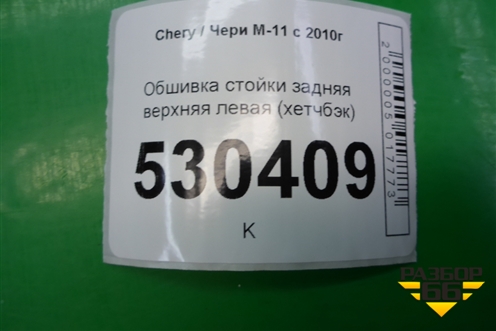 Chery / Чери М-11 с 2010г
Обшивка стойки задняя
верхняя левая (хетчбэк)
530409
К
2000005017773
РАЗБОР
66